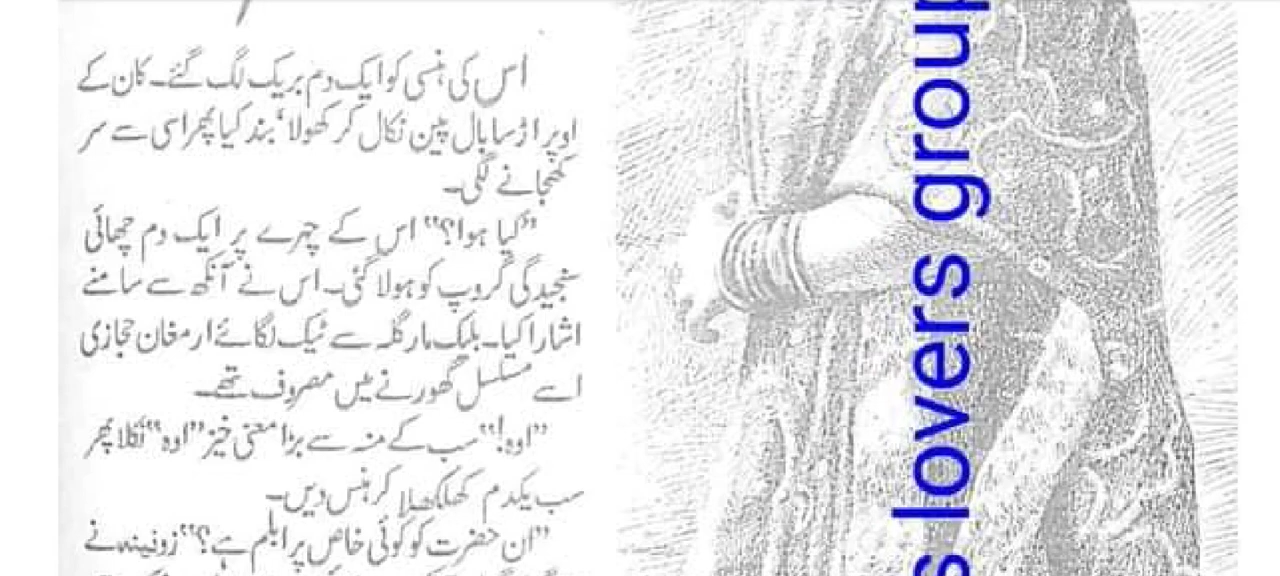 اس کی ہنسی کو ایک دم بریک لگ گئے۔ کان کے
اوپر اڑسا بال پین نکال کر کھولا‘ بند کیا پھر اسی سے سر
کھجانے لگی۔
”کیا ہوا؟“ اس کے چہرے پر ایک دم چھائی
سنجیدگی گروپ کو ہولا گئی۔ اس نے آنکھ سے سامنے
اشارا کیا۔ بلیک مارگلہ سے ٹیک لگائے ارمغان حجازی
اسے مسلسل گھورنے میں مصروف تھے۔
”اوہ!“ سب کے منہ سے بڑا معنی خیز ”اوہ“ نکلا پھر
سب یکدم کھلکھلا کر ہنس دیں۔
”ان حضرت کو کوئی خاص پرابلم ہے؟“ زونینہ نے
s lovers group